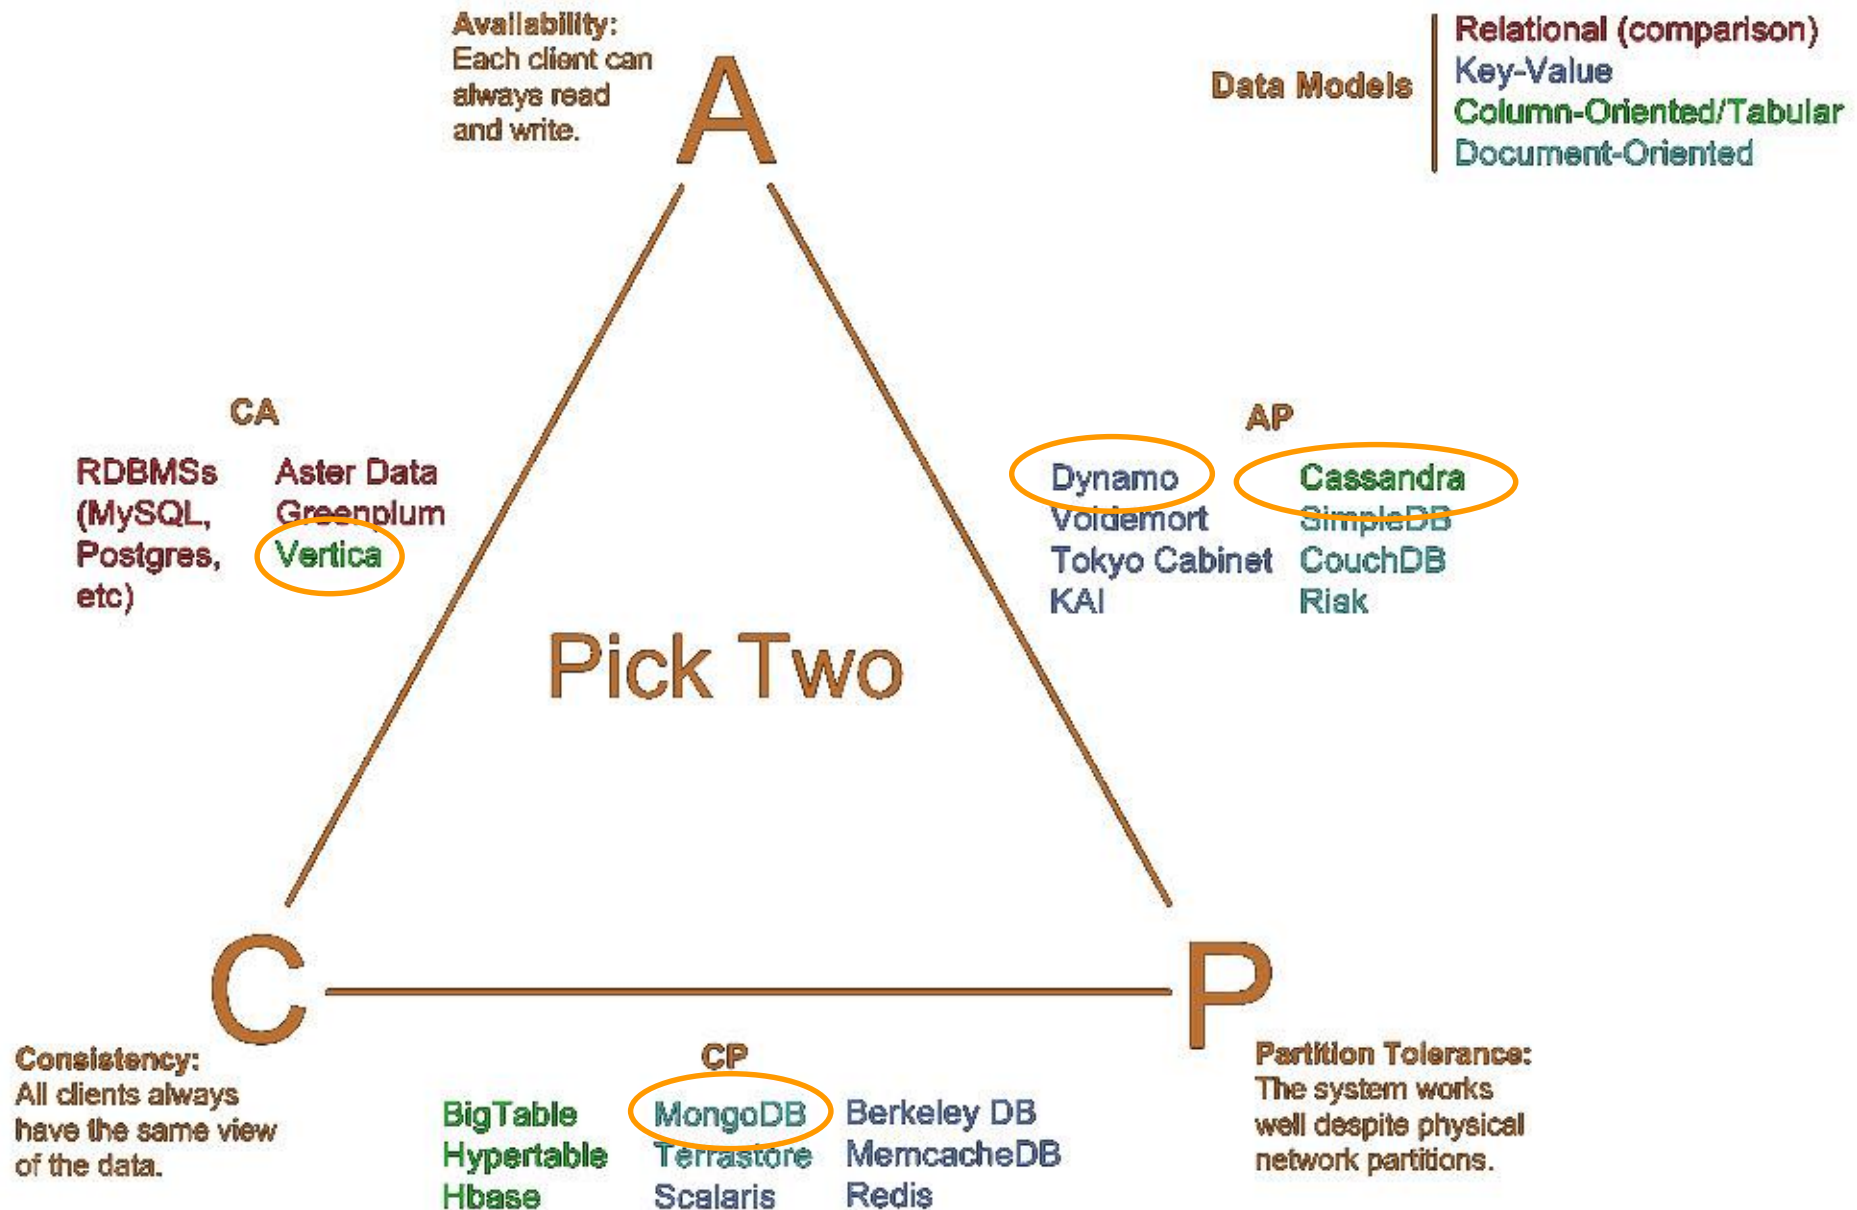 Availability:
Each client can
always read
and write.
A
Data Models
Relational (comparison)
Key-Value
Column-Oriented/Tabular
Document-Oriented
CA
RDBMSs
(MySQL,
Postgres,
etc)
Aster Data
Greenplum
Vertica
AP
Dynamo
Voldemort
Tokyo Cabinet
KAI
Cassandra
SimpleDB
CouchDB
Riak
Pick Two
C
P
Consistency:
All clients always
have the same view
of the data.
CP
BigTable
Hypertable
Hbase
MongoDB
Terrastore
Scalaris
Berkeley DB
MemcacheDB
Redis
Partition Tolerance:
The system works
well despite physical
network partitions.